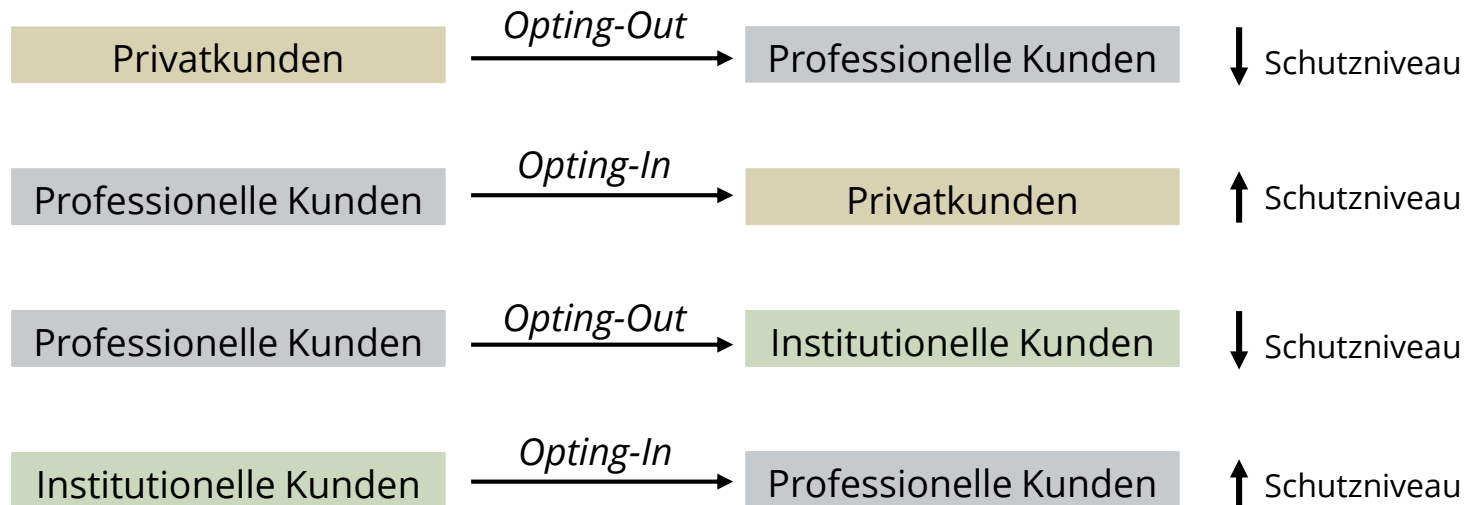 Opting-Out
Privatkunden Professionelle Kunden Schutzniveau
Opting-In
Professionelle Kunden Privatkunden Schutzniveau
Opting-Out
Professionelle Kunden Institutionelle Kunden Schutzniveau
Opting-In
Institutionelle Kunden Professionelle Kunden Schutzniveau